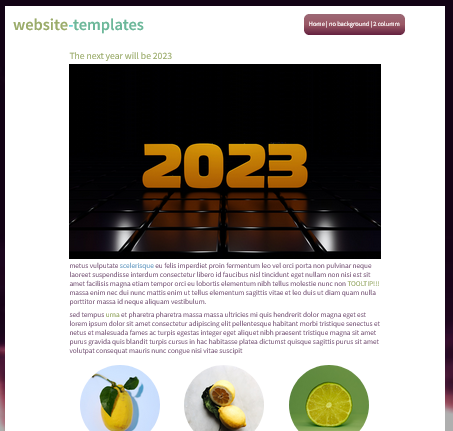 website-templates
Home | no background | 2 columns
The next year will be 2023
2023
metus vulputate scelerisque eu felis imperdiet proin fermentum leo vel orci porta non pulvinar neque
laoreet suspendisse interdum consectetur libero id faucibus nisl tincidunt eget nullam non nisi est sit
amet facilisis magna etiam tempor orci eu lobortis elementum nibh tellus molestie nunc non TOOLTIP!!!
massa enim nec dui nunc mattis enim ut tellus elementum sagittis vitae et leo duis ut diam quam nulla
porttitor massa id neque aliquam vestibulum.
sed tempus urna et pharetra pharetra massa massa ultricies mi quis hendrerit dolor magna eget est
lorem ipsum dolor sit amet consectetur adipiscing elit pellentesque habitant morbi tristique senectus et
netus et malesuada fames ac turpis egestas integer eget aliquet nibh praesent tristique magna sit amet
purus gravida quis blandit turpis cursus in hac habitasse platea dictumst quisque sagittis purus sit amet
volutpat consequat mauris nunc congue nisi vitae suscipit